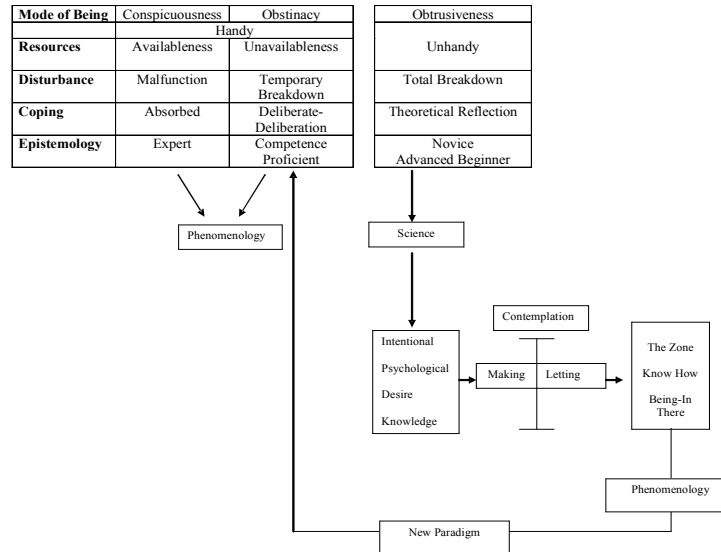 Mode of Being Conspicuousness Obstinacy Obtrusiveness
Handy
Resources Availableness Unavailableness Unhandy
Disturbance Malfunction Temporary Total Breakdown
Breakdown
Coping Absorbed Deliberate- Theoretical Reflection
Deliberation
Epistemology Expert Competence Novice
Proficient Advanced Beginner
Phenomenology
Science
Contemplation
Intentional
Psychological
Desire
Knowledge
Making Letting
The Zone
Know How
Being-In
There
Phenomenology
New Paradigm